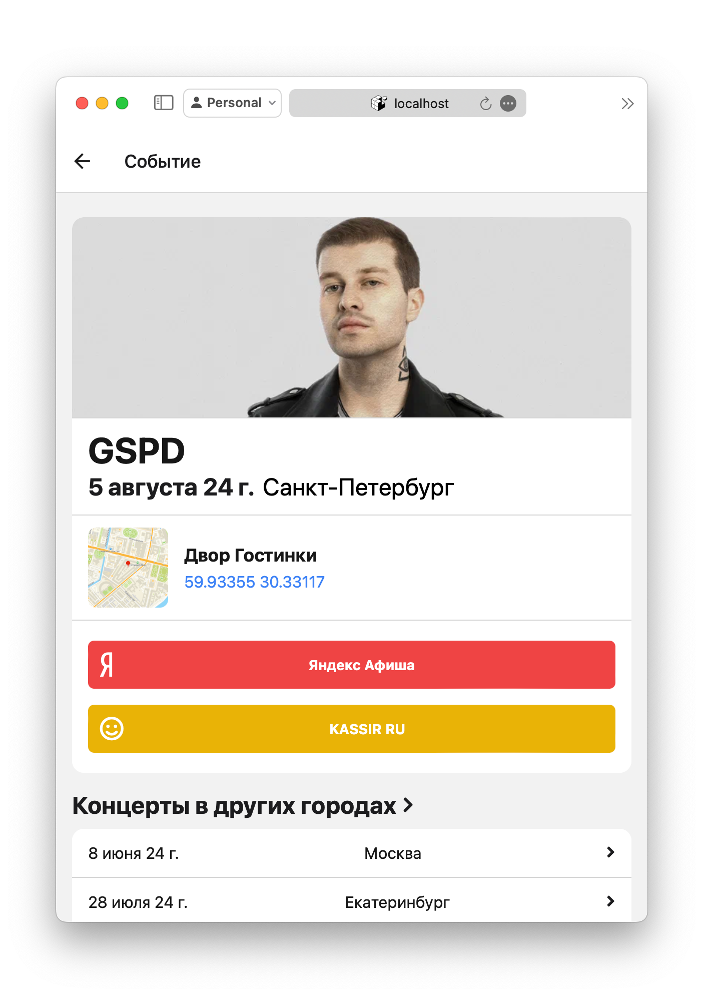 Personal
localhost
Событие
GSPD
5 августа 24 г. Санкт-Петербург
Двор Гостинки
59.93355 30.33117
Я
Яндекс Афиша
KASSIR RU
Концерты в других городах
8 июня 24 г. Москва
28 июля 24 г. Екатеринбург